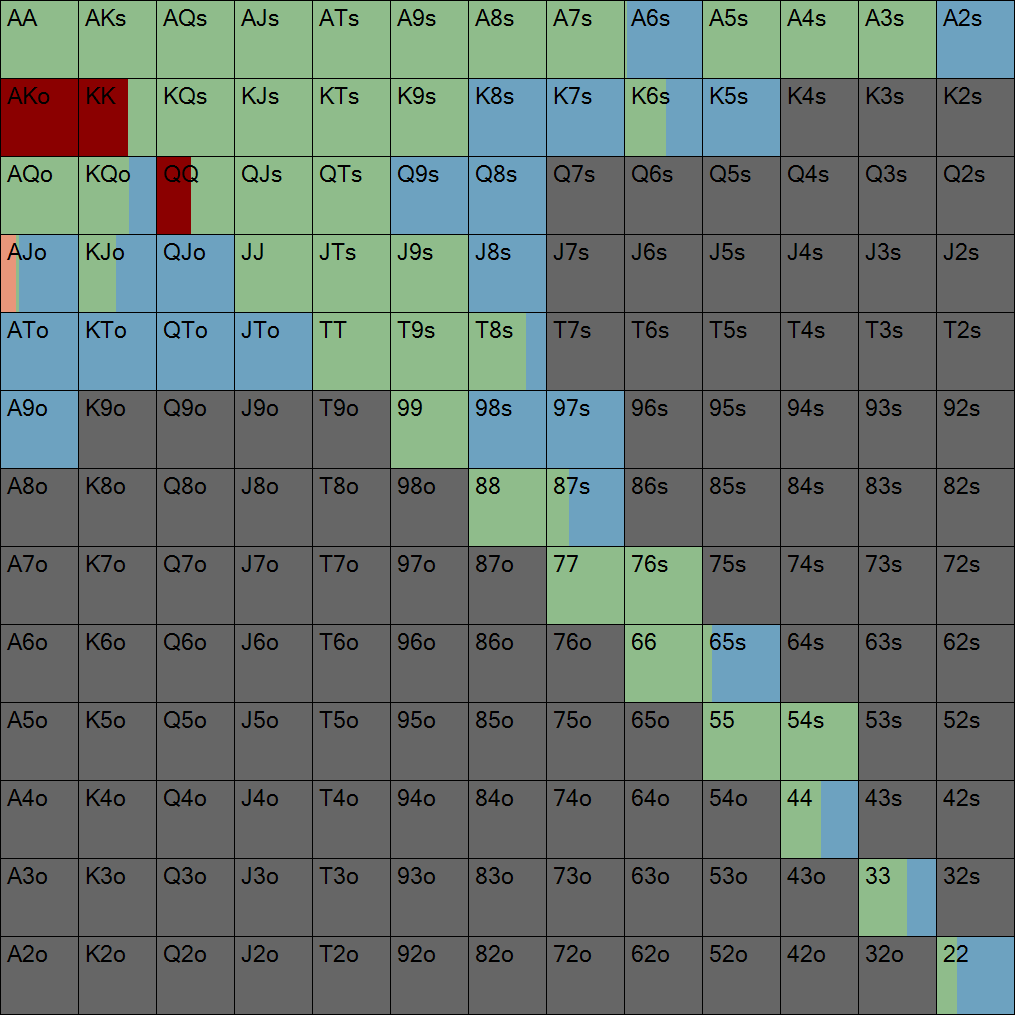 AA AKs AQs AJs ATs A9s A8s A7s A6s A5s A4s A3s A2s
AKo KK KQs KJs KTs K9s K8s K7s K6s K5s K4s K3s K2s
AQo KQo QQ QJs QTs Q9s Q8s Q7s Q6s Q5s Q4s Q3s Q2s
AJo KJo QJo JJ JTs J9s J8s J7s J6s J5s J4s J3s J2s
ATo KTo QTo JTo TT T9s T8s T7s T6s T5s T4s T3s T2s
A9o K9o Q9o J9o T9o 99 98s 97s 96s 95s 94s 93s 92s
A8o K8o Q8o J8o T8o 98o 88 87s 86s 85s 84s 83s 82s
A7o K7o Q7o J7o T7o 97o 87o 77 76s 75s 74s 73s 72s
A6o K6o Q6o J6o T6o 96o 86o 76o 66 65s 64s 63s 62s
A5o K5o Q5o J5o T5o 95o 85o 75o 65o 55 54s 53s 52s
A4o K4o Q4o J4o T4o 94o 84o 74o 64o 54o 44 43s 42s
A3o K3o Q3o J3o T3o 93o 83o 73o 63o 53o 43o 33 32s
A2o K2o Q2o J2o T2o 92o 82o 72o 62o 52o 42o 32o 22